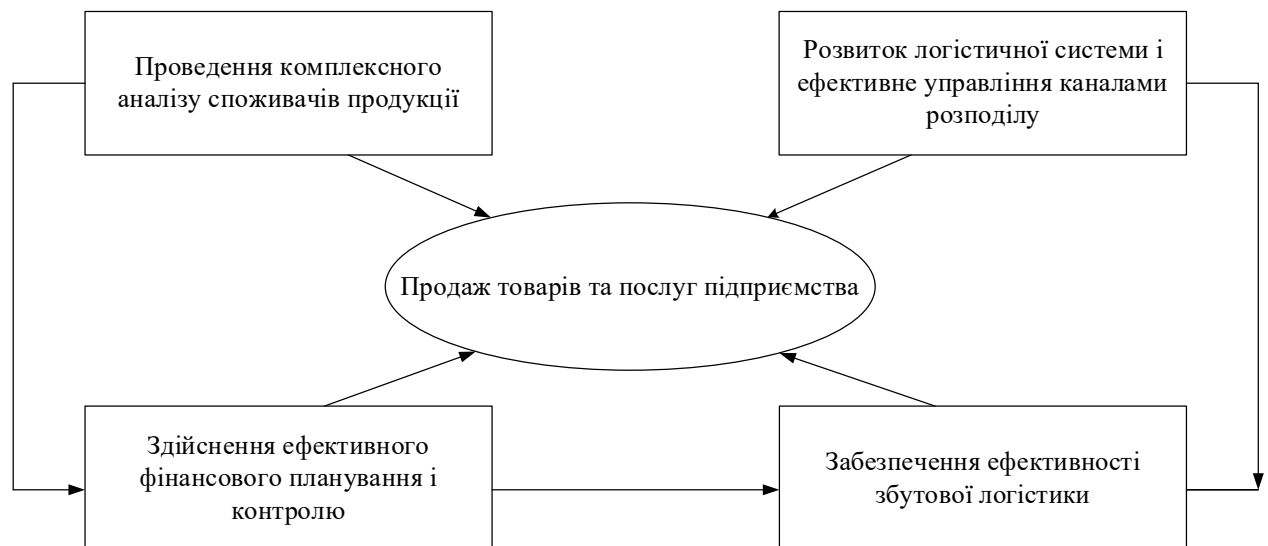 Проведення комплексного
аналізу споживачів продукції
Розвиток логістичної системи і
ефективне управління каналами
розподілу
Продаж товарів та послуг підприємства
Здійснення ефективного
фінансового планування і
контролю
Забезпечення ефективності
збутової логістики